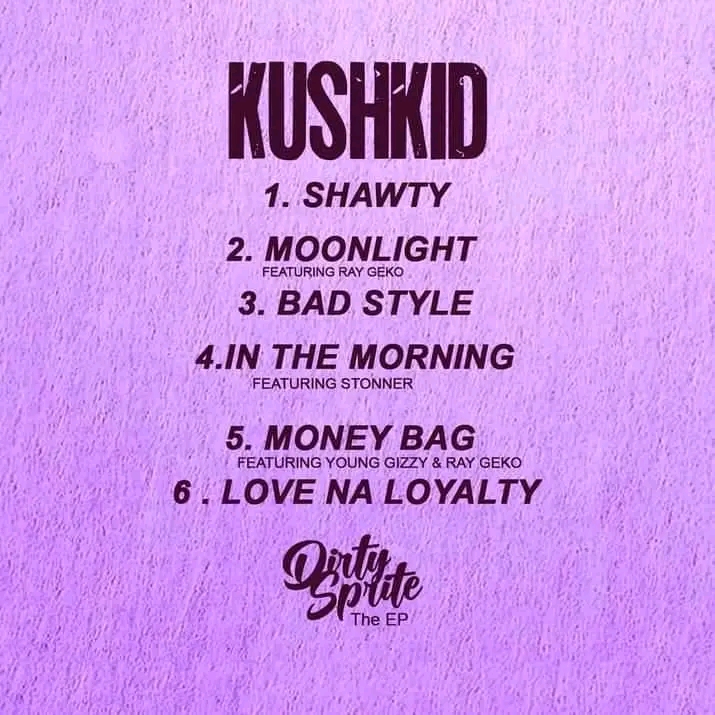 KUSHKID
1. SHAWTY
2. MOONLIGHT
FEATURING RAY GEKO
3. BAD STYLE
4.IN THE MORNING
FEATURING STONNER
5. MONEY BAG
FEATURING YOUNG GIZZY & RAY GEKO
6 . LOVE NA LOYALTY
Dirty
Sprite
The EP